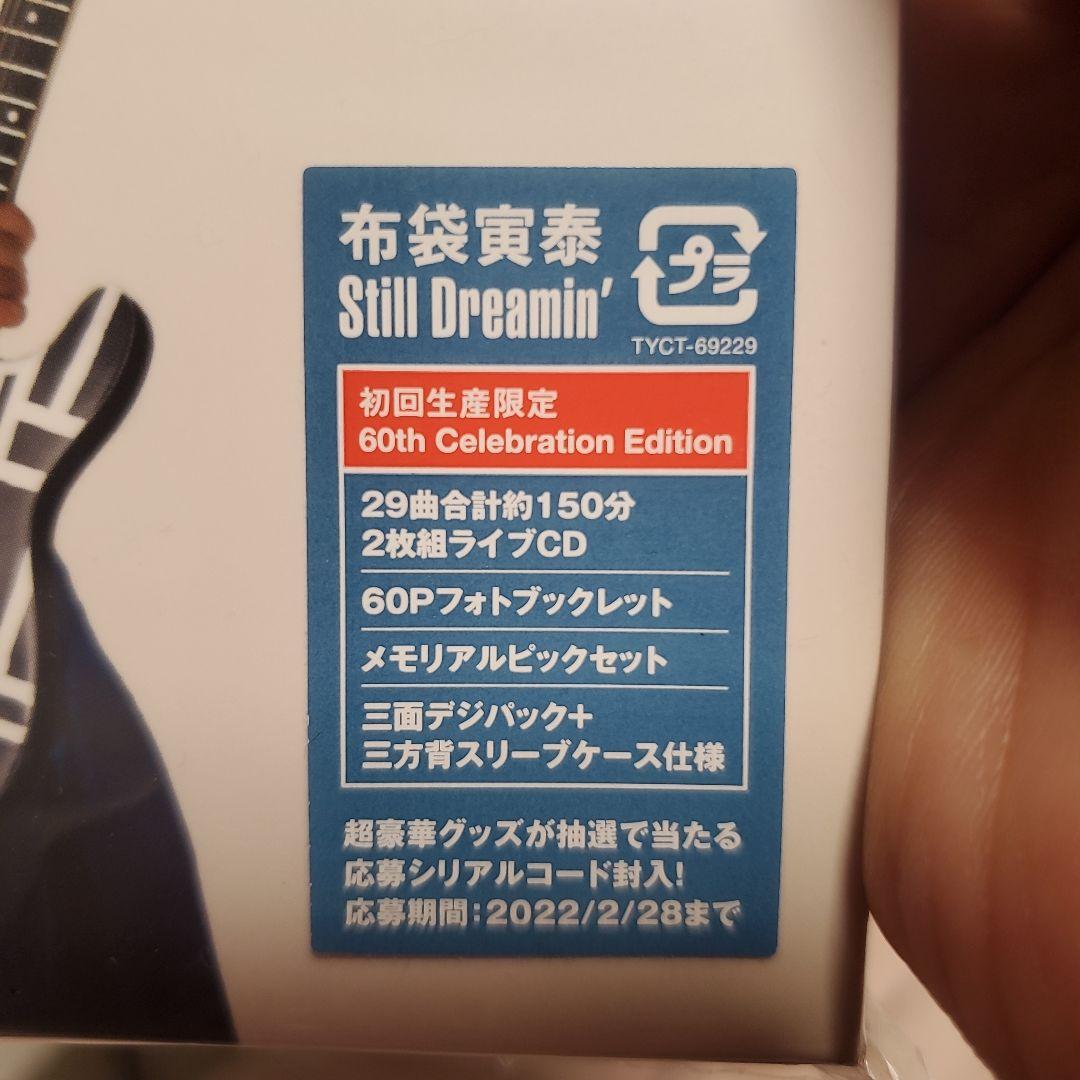 布袋寅泰
Still Dreamin'
プラ
TYCT-69229
初回生産限定
60th Celebration Edition
29曲合計約150分
2枚組ライブCD
60Pフォトブックレット
メモリアルピックセット
三面デジパック+
三方背スリーブケース仕様
超豪華グッズが抽選で当たる
応募シリアルコード封入!
応募期間:2022/2/28まで